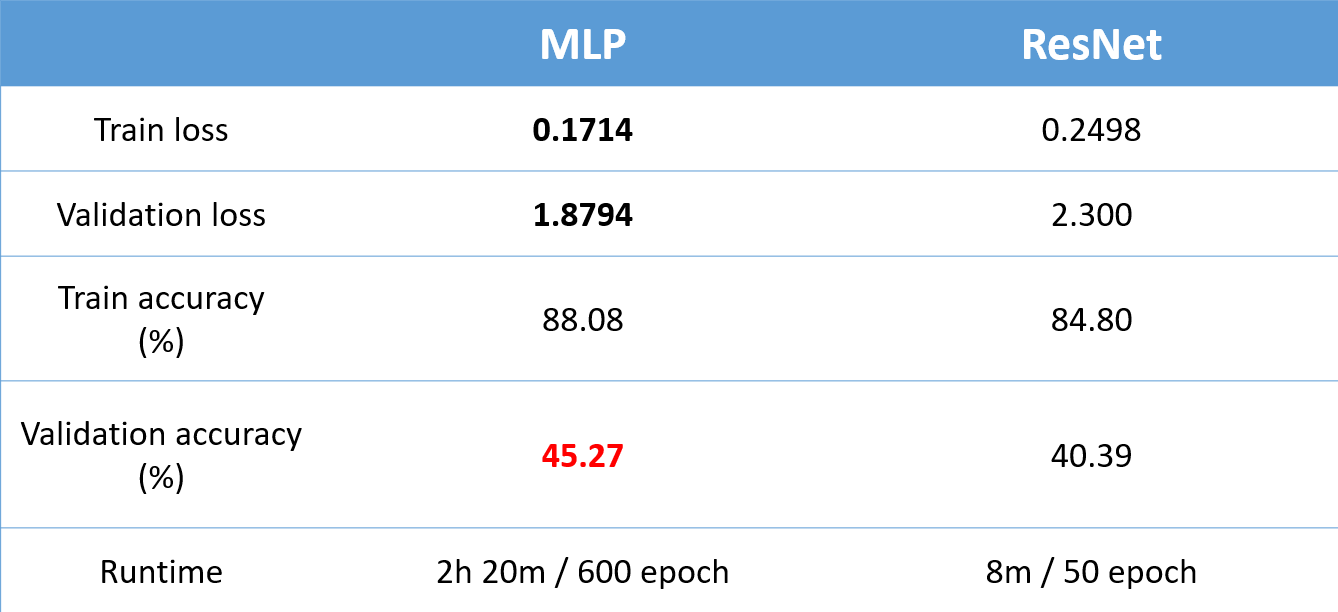 MLP ResNet
Train loss 0.1714 0.2498
Validation loss 1.8794 2.300
Train accuracy
(%) 88.08 84.80
Validation accuracy
(%) 45.27 40.39
Runtime 2h 20m / 600 epoch 8m / 50 epoch